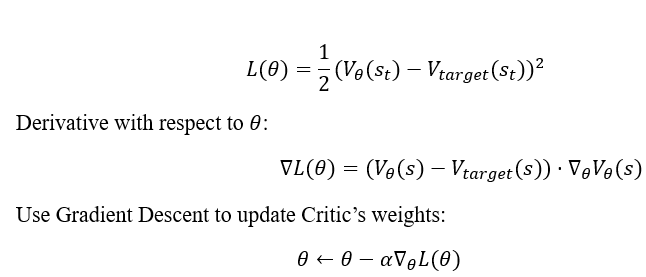 L(θ) = 1/2 (V_θ(s_t) − V_target(s_t))²
Derivative with respect to θ:
∇L(θ) = (V_θ(s) − V_target(s)) · ∇_θV_θ(s)
Use Gradient Descent to update Critic’s weights:
θ ← θ − α∇_θL(θ)